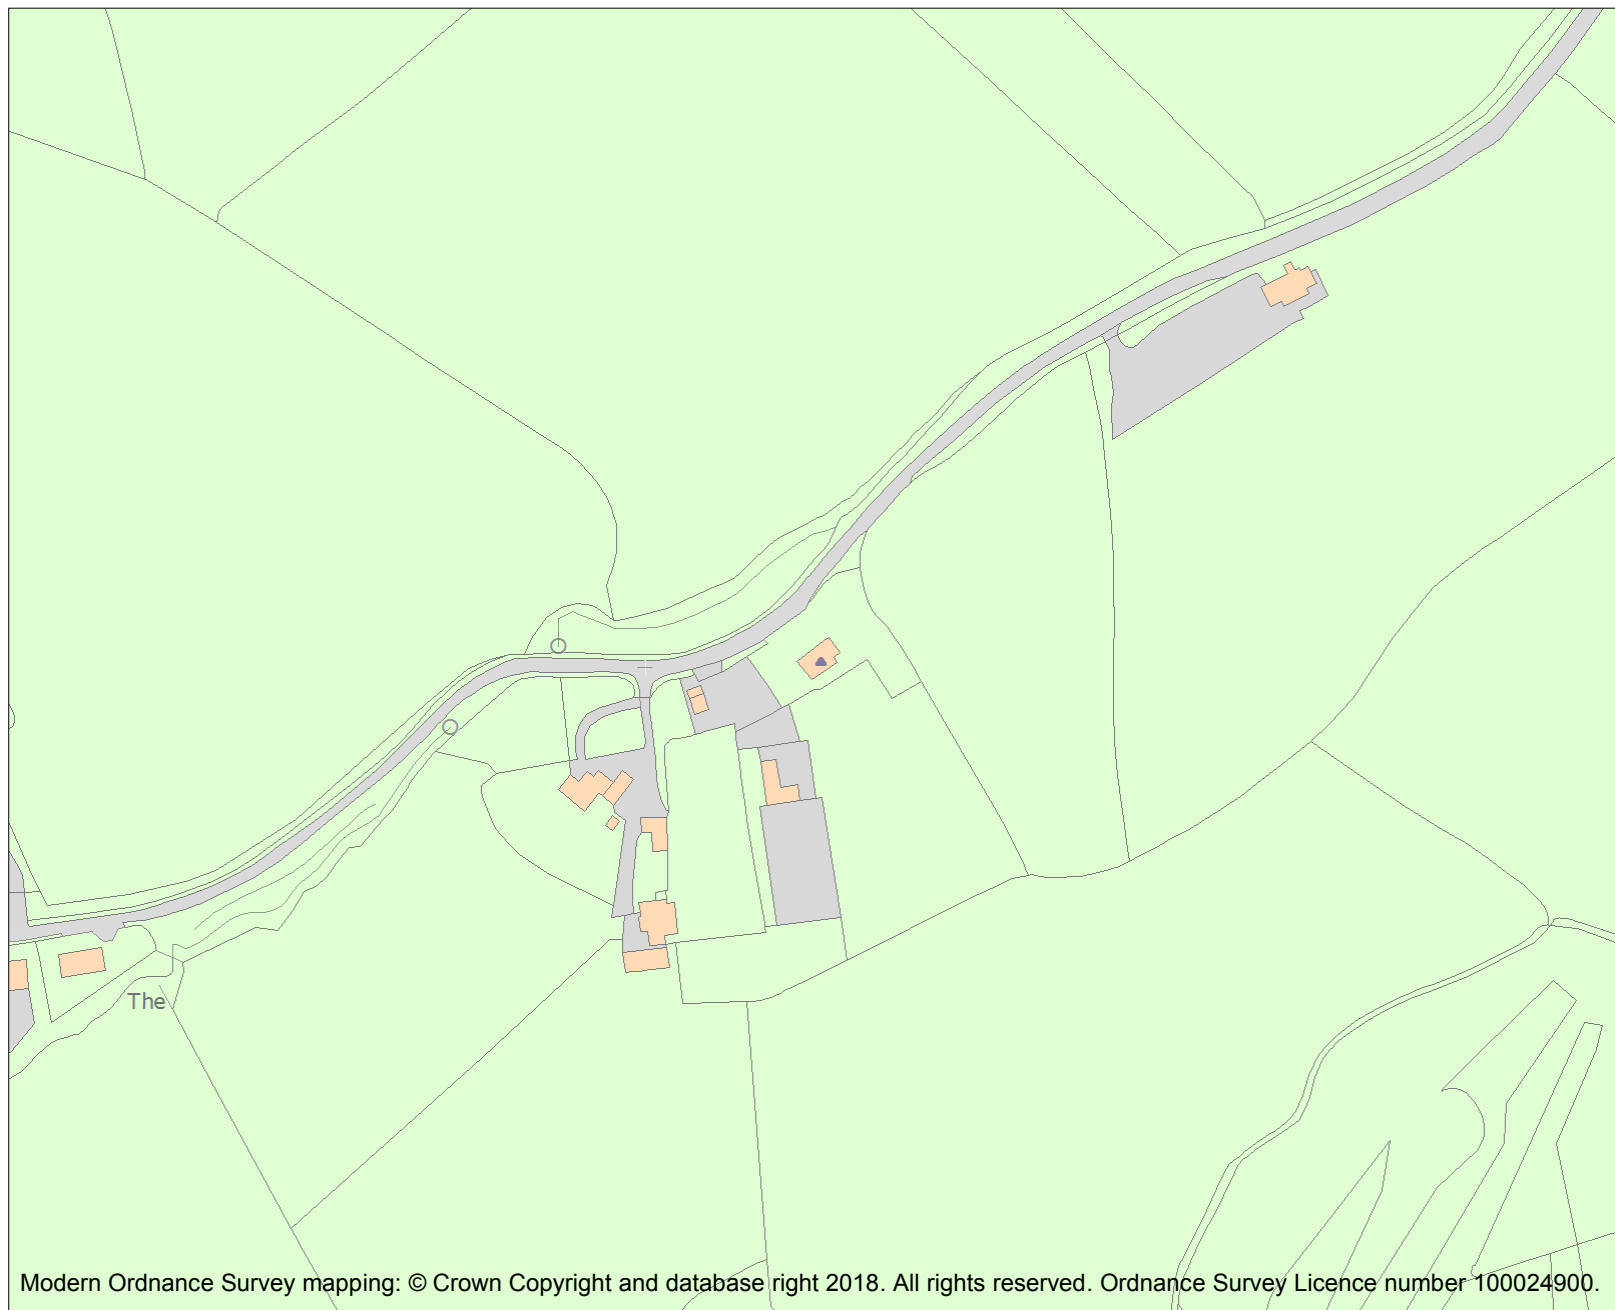 The
Modern Ordnance Survey mapping: © Crown Copyright and database right 2018. All rights reserved. Ordnance Survey Licence number 100024900.